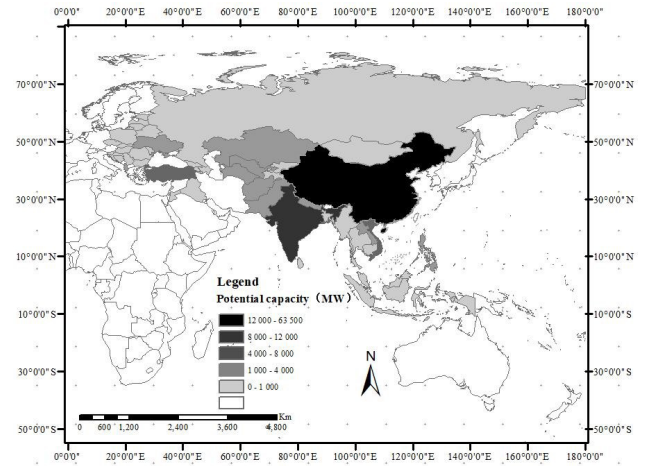 0°0'0" 20°0'0"E 40°0'0"E 60°0'0"E 80°0'0"E 100°0'0"E 120°0'0"E 140°0'0"E 160°0'0"E 180°0'0"
70°0'0"N 70°0'0"N
50°0'0"N 50°0'0"N
30°0'0"N 30°0'0"N
10°0'0"N 10°0'0"N
Legend
Potential capacity（MW）
10°0'0"S 10°0'0"S
12 000 - 63 500
8 000 - 12 000
4 000 - 8 000
1 000 - 4 000
0 - 1 000
N
30°0'0"S 30°0'0"S
Km
0 600 1,200 2,400 3,600 4,800
50°0'0"S 50°0'0"S
0°0'0" 20°0'0"E 40°0'0"E 60°0'0"E 80°0'0"E 100°0'0"E 120°0'0"E 140°0'0"E 160°0'0"E 180°0'0"